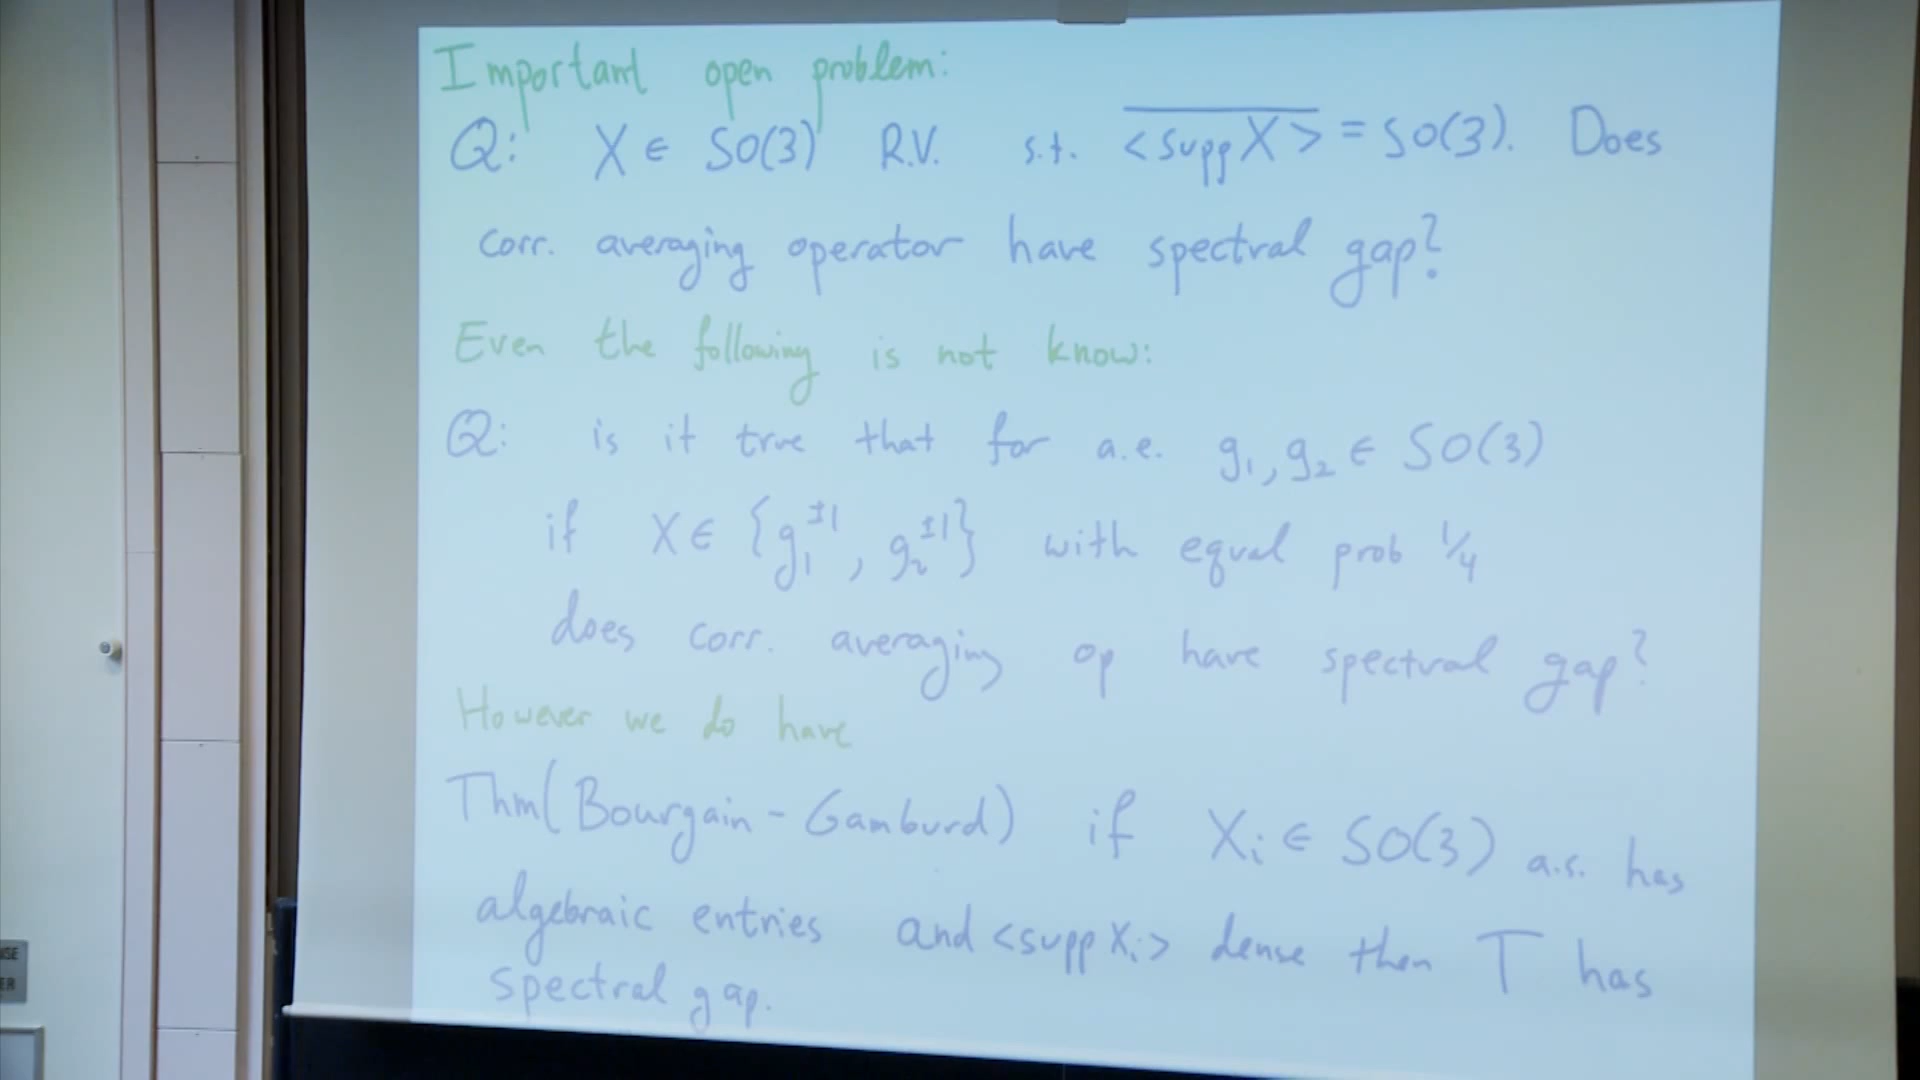 Important open problem:
Q: X ∈ SO(3) R.V. s.t. \overline{<supp X>} = SO(3). Does
corr. averaging operator have spectral gap?
Even the following is not know:
Q: is it true that for a.e. g₁, g₂ ∈ SO(3)
if X ∈ {g₁^{±1}, g₂^{±1}} with equal prob 1/4
does corr. averaging op have spectral gap?
However we do have
Thm(Bourgain-Gamburd) if Xᵢ ∈ SO(3) a.s. has
algebraic entries and <supp Xᵢ> dense then T has
spectral gap.